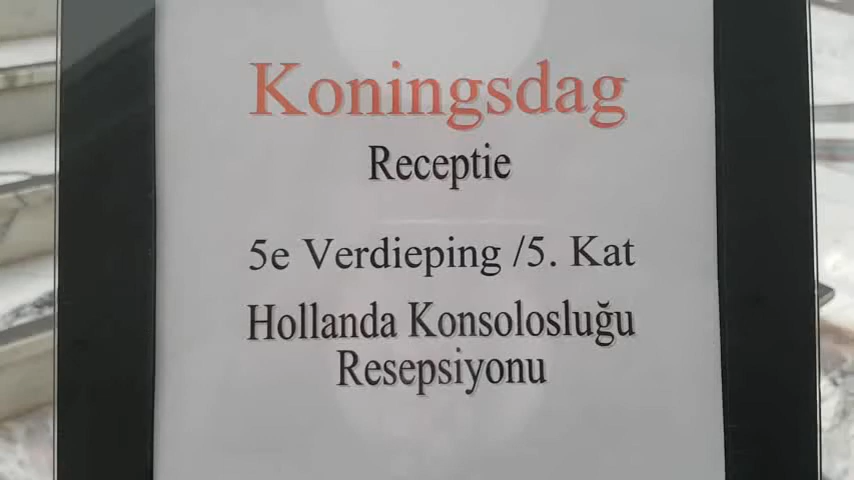 Koningsdag
Receptie
5e Verdieping /5. Kat
Hollanda Konsolosluğu
Resepsiyonu